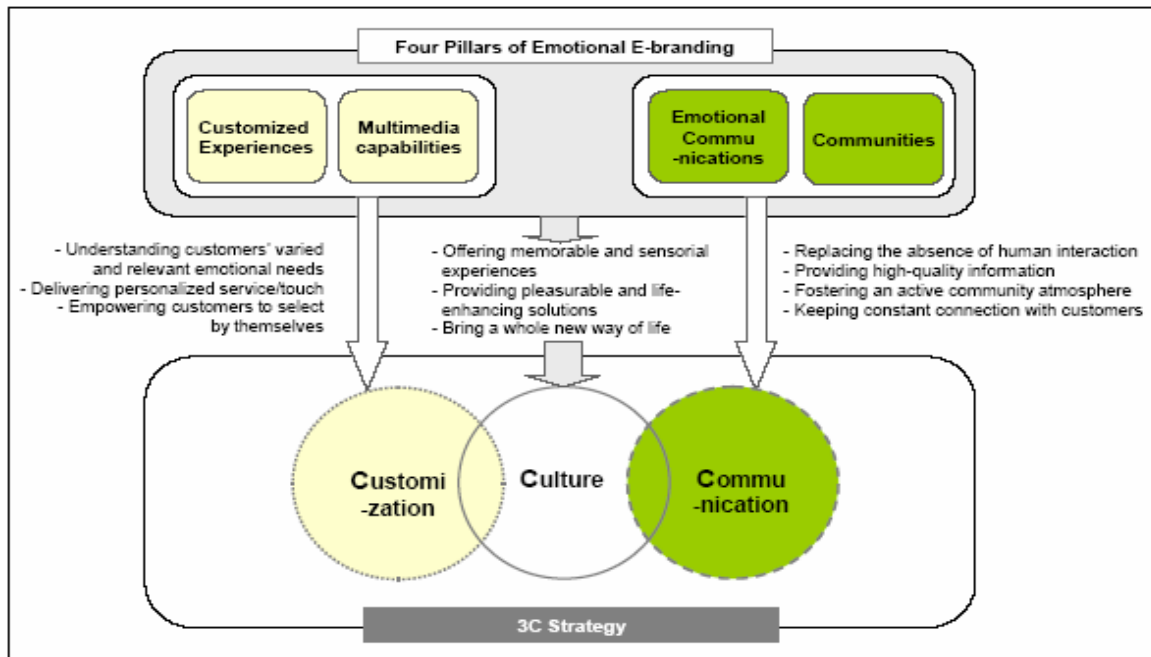 Four Pillars of Emotional E-branding
Customized
Experiences
Multimedia
capabilities
Emotional
Commu
-nications
Communities
- Understanding customers' varied
and relevant emotional needs
- Delivering personalized service/touch
- Empowering customers to select
by themselves
- Offering memorable and sensorial
experiences
- Providing pleasurable and life-
enhancing solutions
- Bring a whole new way of life
- Replacing the absence of human interaction
- Providing high-quality information
- Fostering an active community atmosphere
- Keeping constant connection with customers
Customi
-zation
Culture
Commu
-nication
3C Strategy